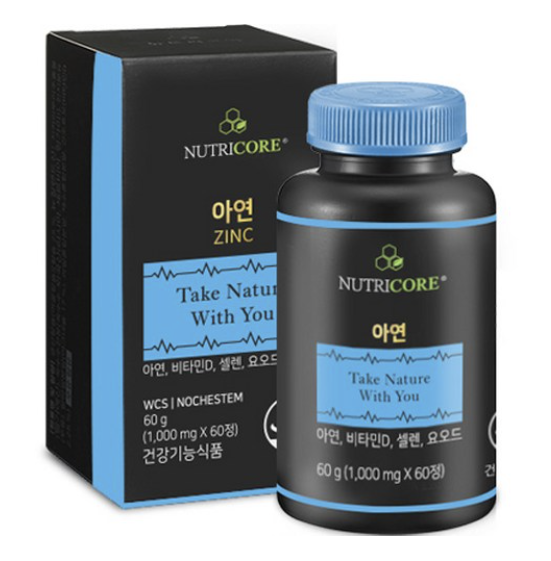 NUTRICORE®
아연
ZINC
Take Natur
With You
아연, 비타민D, 셀렌, 요오
WCS | NOCHESTEM
60 g
(1,000 mg X 60정)
건강기능식품
NUTRICORE®
아연
Take Nature
With You
아연, 비타민D, 셀렌, 요오드
60 g (1,000 mg X 60정)
건